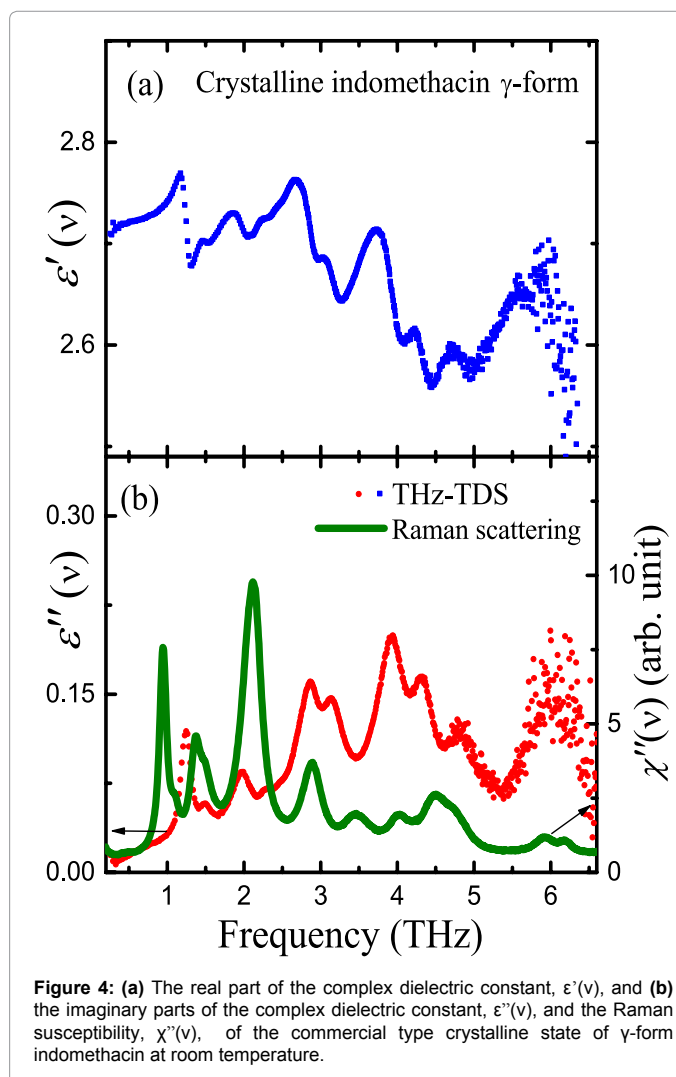 (a) Crystalline indomethacin γ-form
2.8
ε' (ν)
2.6
(b)
THz-TDS
Raman scattering
0.30
ε'' (ν)
0.15
0.00
10
5
0
χ''(ν) (arb. unit)
1 2 3 4 5 6
Frequency (THz)
Figure 4: (a) The real part of the complex dielectric constant, ε'(ν), and (b)
the imaginary parts of the complex dielectric constant, ε"(ν), and the Raman
susceptibility, χ"(ν), of the commercial type crystalline state of γ-form
indomethacin at room temperature.